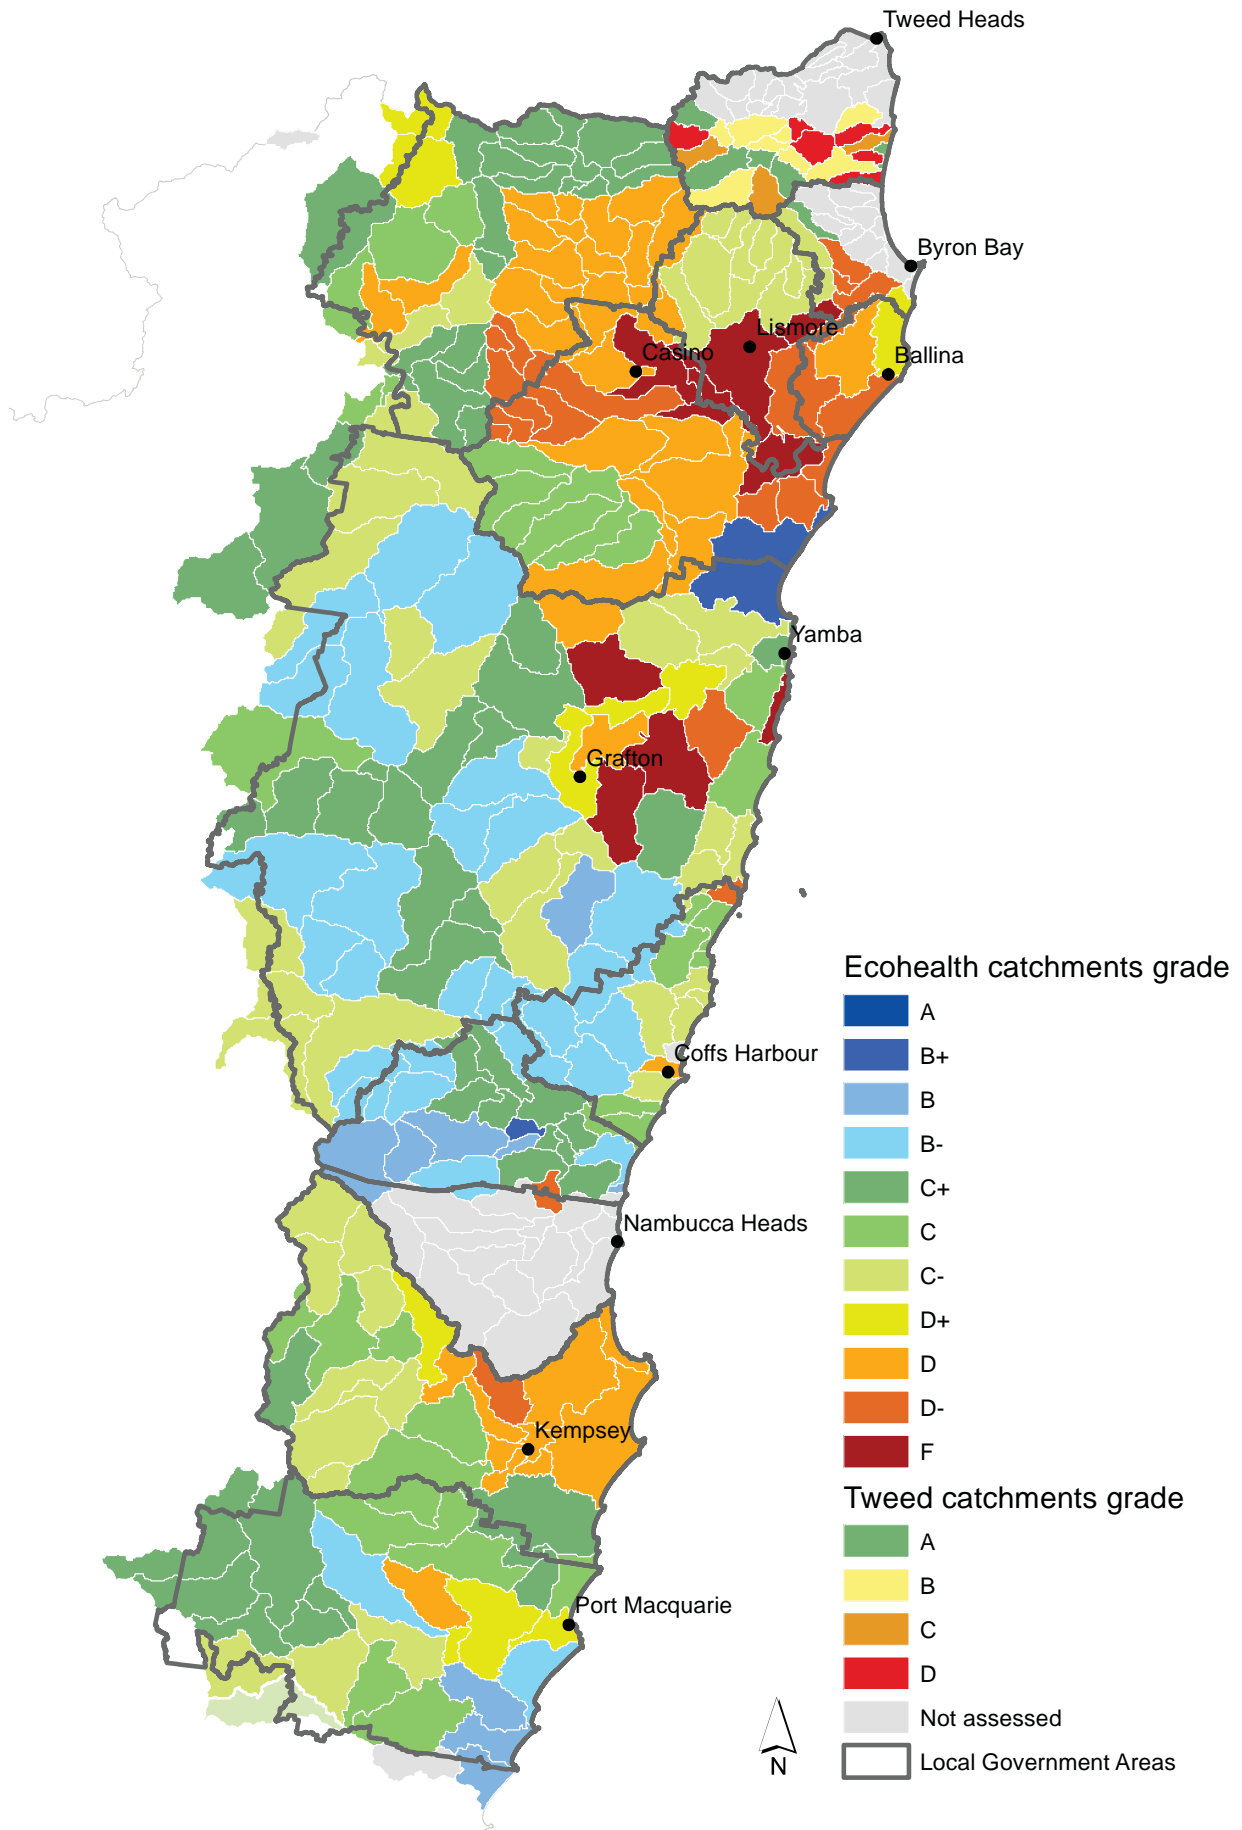 Tweed Heads
Byron Bay
Lismore
Casino
Ballina
Yamba
Grafton
Ecohealth catchments grade
A
B+
B
B-
C+
C
C-
D+
D
D-
F
Coffs Harbour
Nambucca Heads
Kempsey
Tweed catchments grade
A
B
C
D
Not assessed
Local Government Areas
Port Macquarie
N